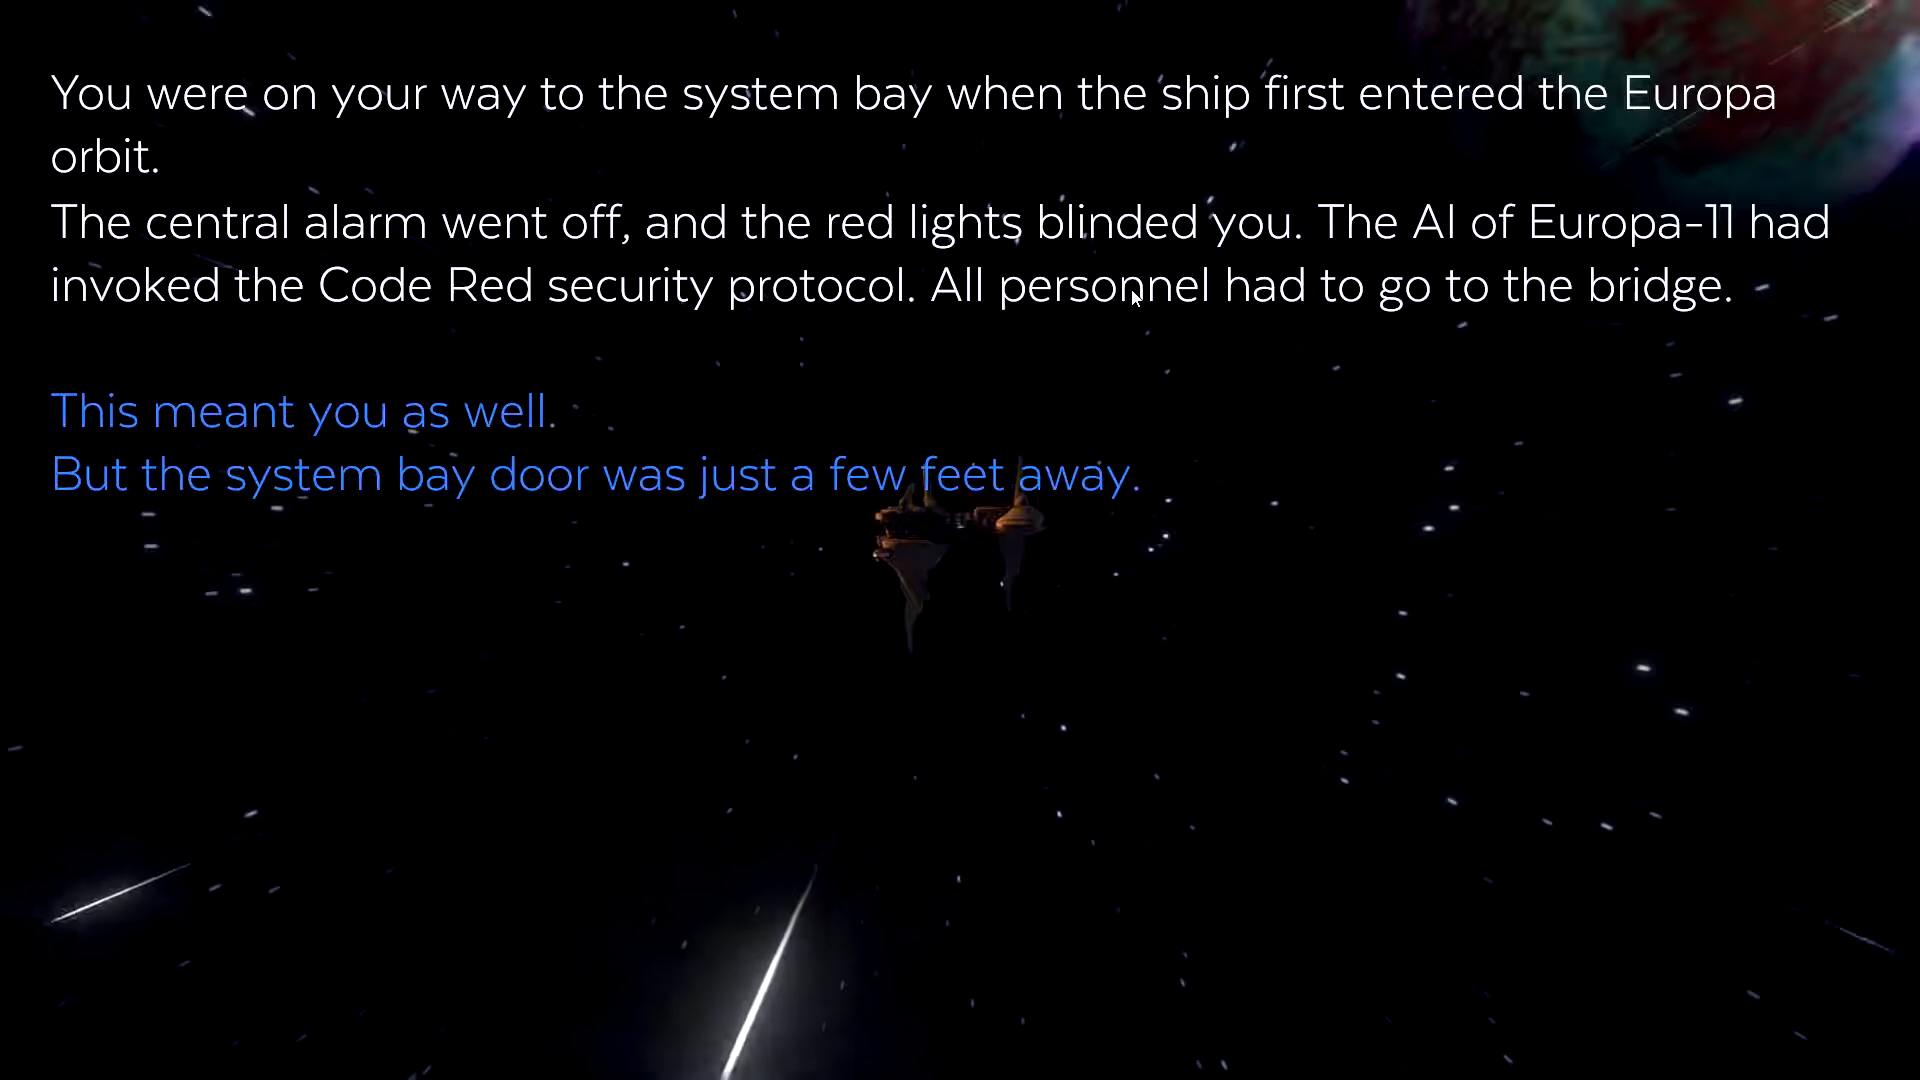 You were on your way to the system bay when the ship first entered the Europa
orbit.
The central alarm went off, and the red lights blinded you. The AI of Europa-11 had
invoked the Code Red security protocol. All personnel had to go to the bridge.
This meant you as well.
But the system bay door was just a few feet away.